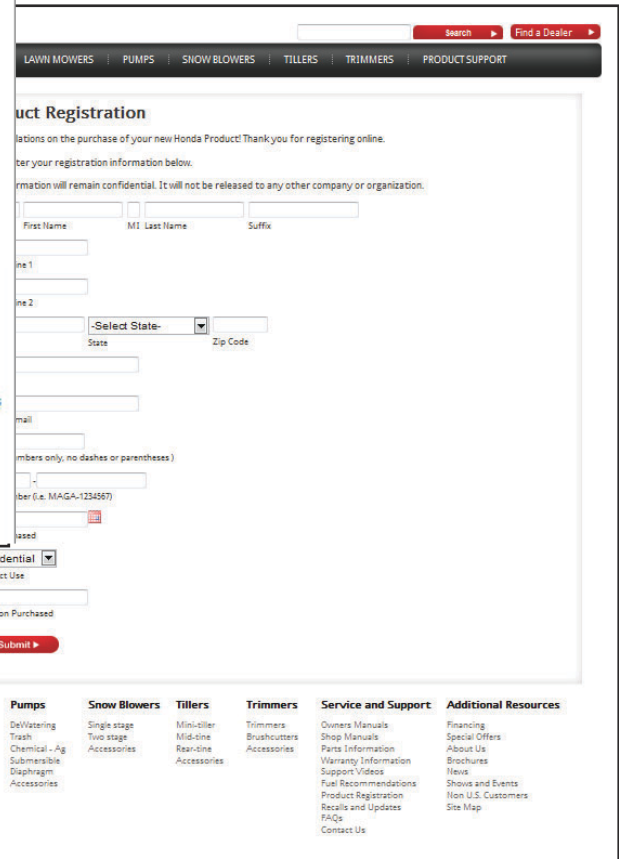 Search Find a Dealer
LAWN MOWERS PUMPS SNOW BLOWERS TILLERS TRIMMERS PRODUCT SUPPORT
uct Registration
lations on the purchase of your new Honda Product! Thank you for registering online.
ter your registration information below.
rmation will remain confidential. It will not be released to any other company or organization.
First Name MI Last Name Suffix
ine 1
ine 2
-Select State-
State Zip Code
mail
mbers only, no dashes or parentheses )
-
ber (i.e. MAGA-1234567)
ased
dential
ct Use
on Purchased
Submit
Pumps Snow Blowers Tillers Trimmers Service and Support Additional Resources
DeWatering Single stage Mini-tiller Trimmers Owners Manuals Financing
Trash Two stage Mid-tine Brushcutters Shop Manuals Special Offers
Chemical - Ag Accessories Rear-tine Accessories Parts Information About Us
Submersible Accessories Warranty Information Brochures
Diaphragm Support Videos News
Accessories Fuel Recommendations Shows and Events
Product Registration Non U.S. Customers
Recalls and Updates Site Map
FAQs
Contact Us